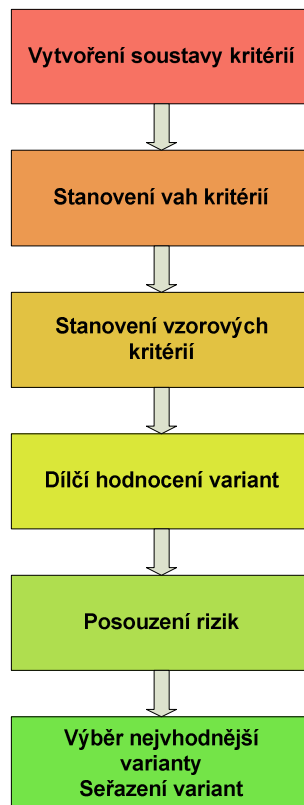 Vytvoření soustavy kritérií
Stanovení vah kritérií
Stanovení vzorových
kritérií
Dílčí hodnocení variant
Posouzení rizik
Výběr nejvhodnější
varianty
Seřazení variant